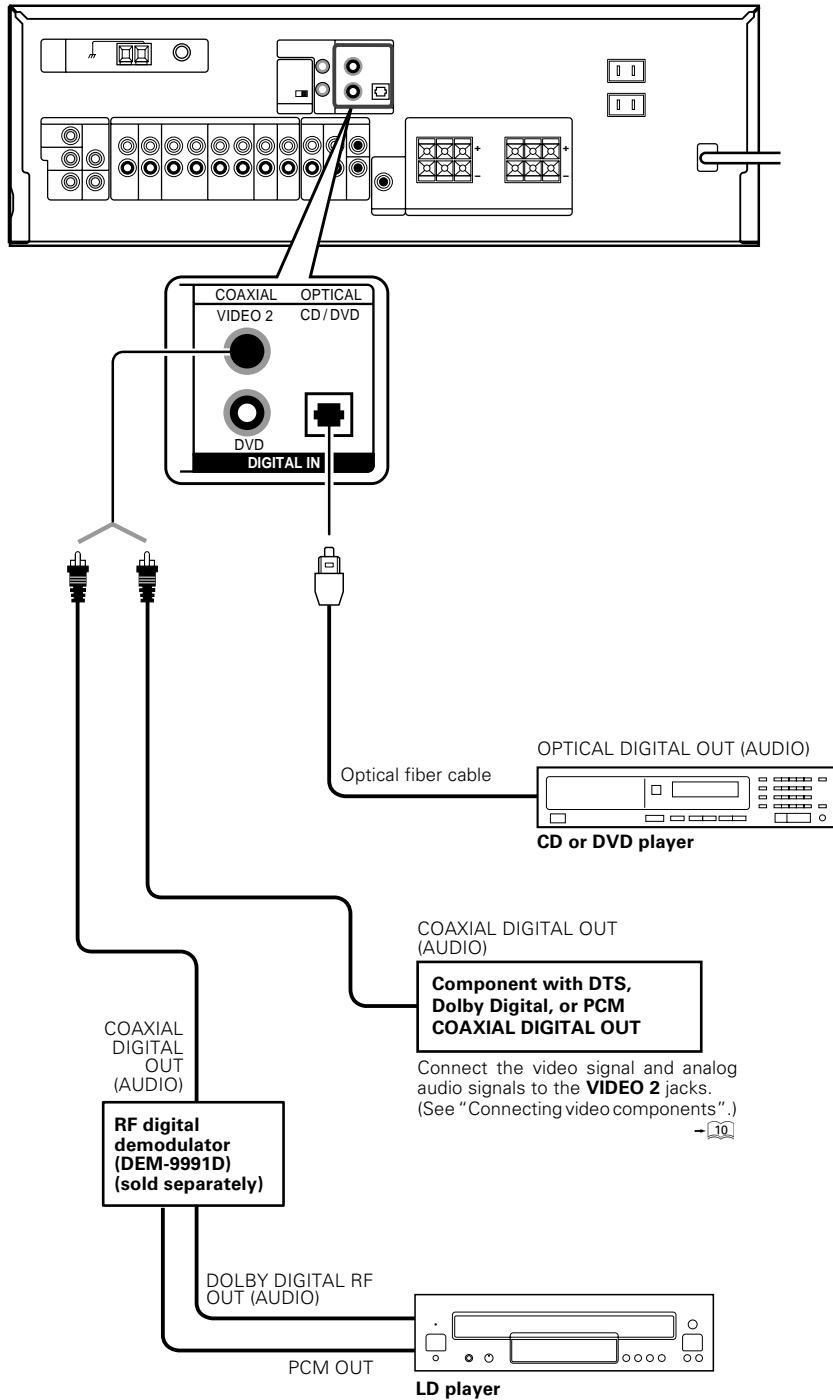 + +
− −
COAXIAL OPTICAL
VIDEO 2 CD / DVD
DVD
DIGITAL IN
Optical fiber cable
OPTICAL DIGITAL OUT (AUDIO)
CD or DVD player
COAXIAL DIGITAL OUT
(AUDIO)
Component with DTS,
Dolby Digital, or PCM
COAXIAL DIGITAL OUT
Connect the video signal and analog
audio signals to the VIDEO 2 jacks.
(See “Connecting video components”.)
→ 10
COAXIAL
DIGITAL
OUT
(AUDIO)
RF digital
demodulator
(DEM-9991D)
(sold separately)
DOLBY DIGITAL RF
OUT (AUDIO)
PCM OUT
LD player